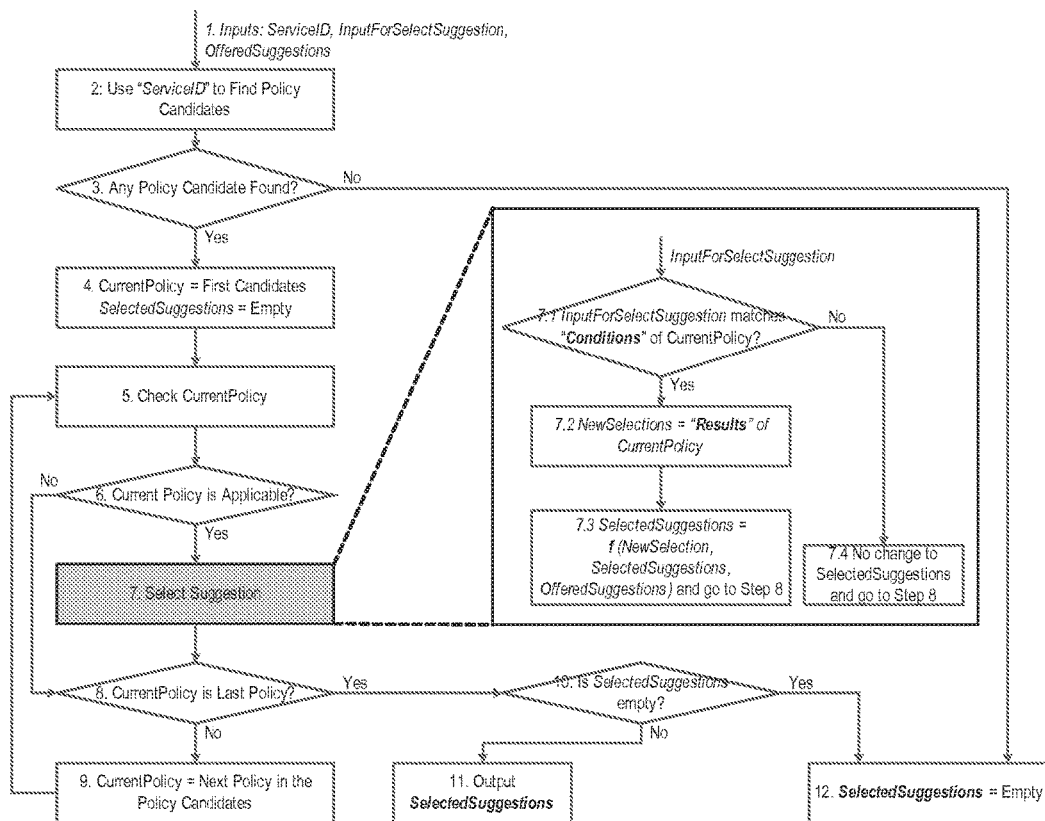 1. Inputs: ServiceID, InputForSelectSuggestion,
OfferedSuggestions
2: Use "ServiceID" to Find Policy
Candidates
3. Any Policy Candidate Found?
No
Yes
4. CurrentPolicy = First Candidates
SelectedSuggestions = Empty
5. Check CurrentPolicy
No
6. Current Policy is Applicable?
Yes
7. Select Suggestion
InputForSelectSuggestion
7.1 InputForSelectSuggestion matches
"Conditions" of CurrentPolicy?
No
Yes
7.2 NewSelections = "Results" of
CurrentPolicy
7.3 SelectedSuggestions =
f (NewSelection,
SelectedSuggestions,
OfferedSuggestions) and go to Step 8
7.4 No change to
SelectedSuggestions
and go to Step 8
8. CurrentPolicy is Last Policy?
Yes
No
10. Is SelectedSuggestions
empty?
Yes
No
9. CurrentPolicy = Next Policy in the
Policy Candidates
11. Output
SelectedSuggestions
12. SelectedSuggestions = Empty